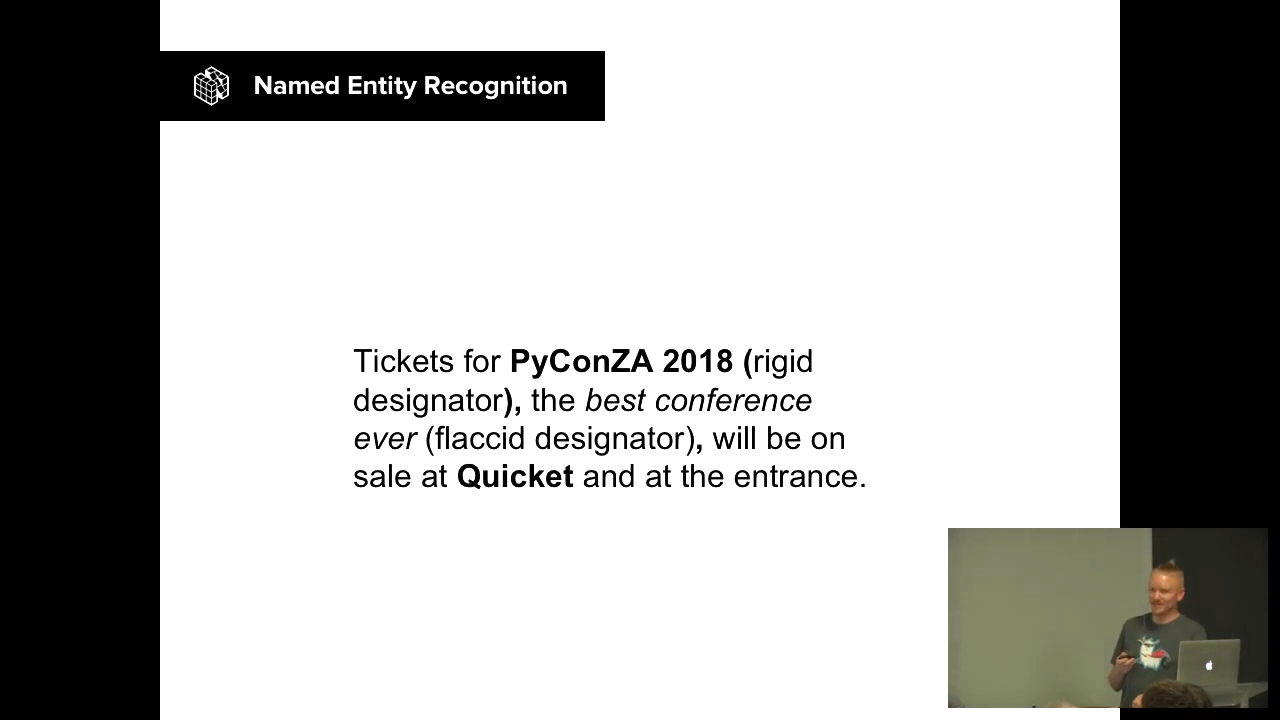 Named Entity Recognition
Tickets for PyConZA 2018 (rigid
designator), the best conference
ever (flaccid designator), will be on
sale at Quicket and at the entrance.